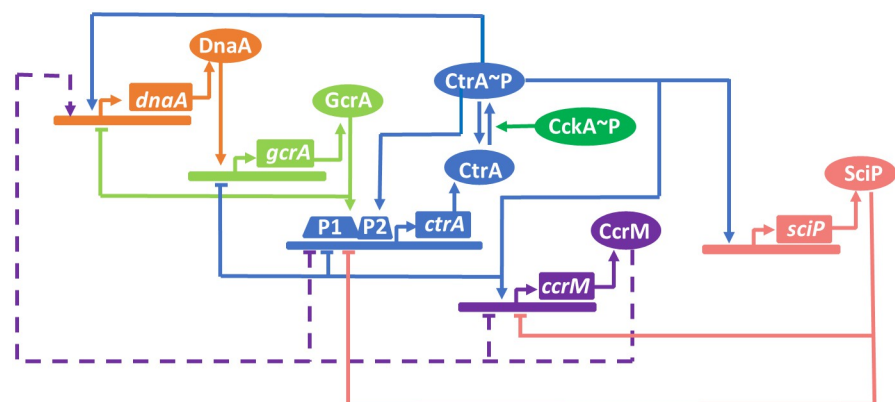 DnaA
dnaA
GcrA
gcrA
CtrA~P
CckA~P
CtrA
P1 P2 ctrA
CcrM
ccrM
SciP
sciP